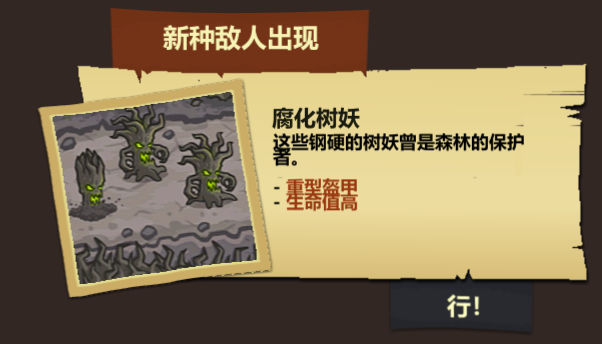 新种敌人出现
腐化树妖
这些钢硬的树妖曾是森林的保护
者。
- 重型盔甲
- 生命值高
行!